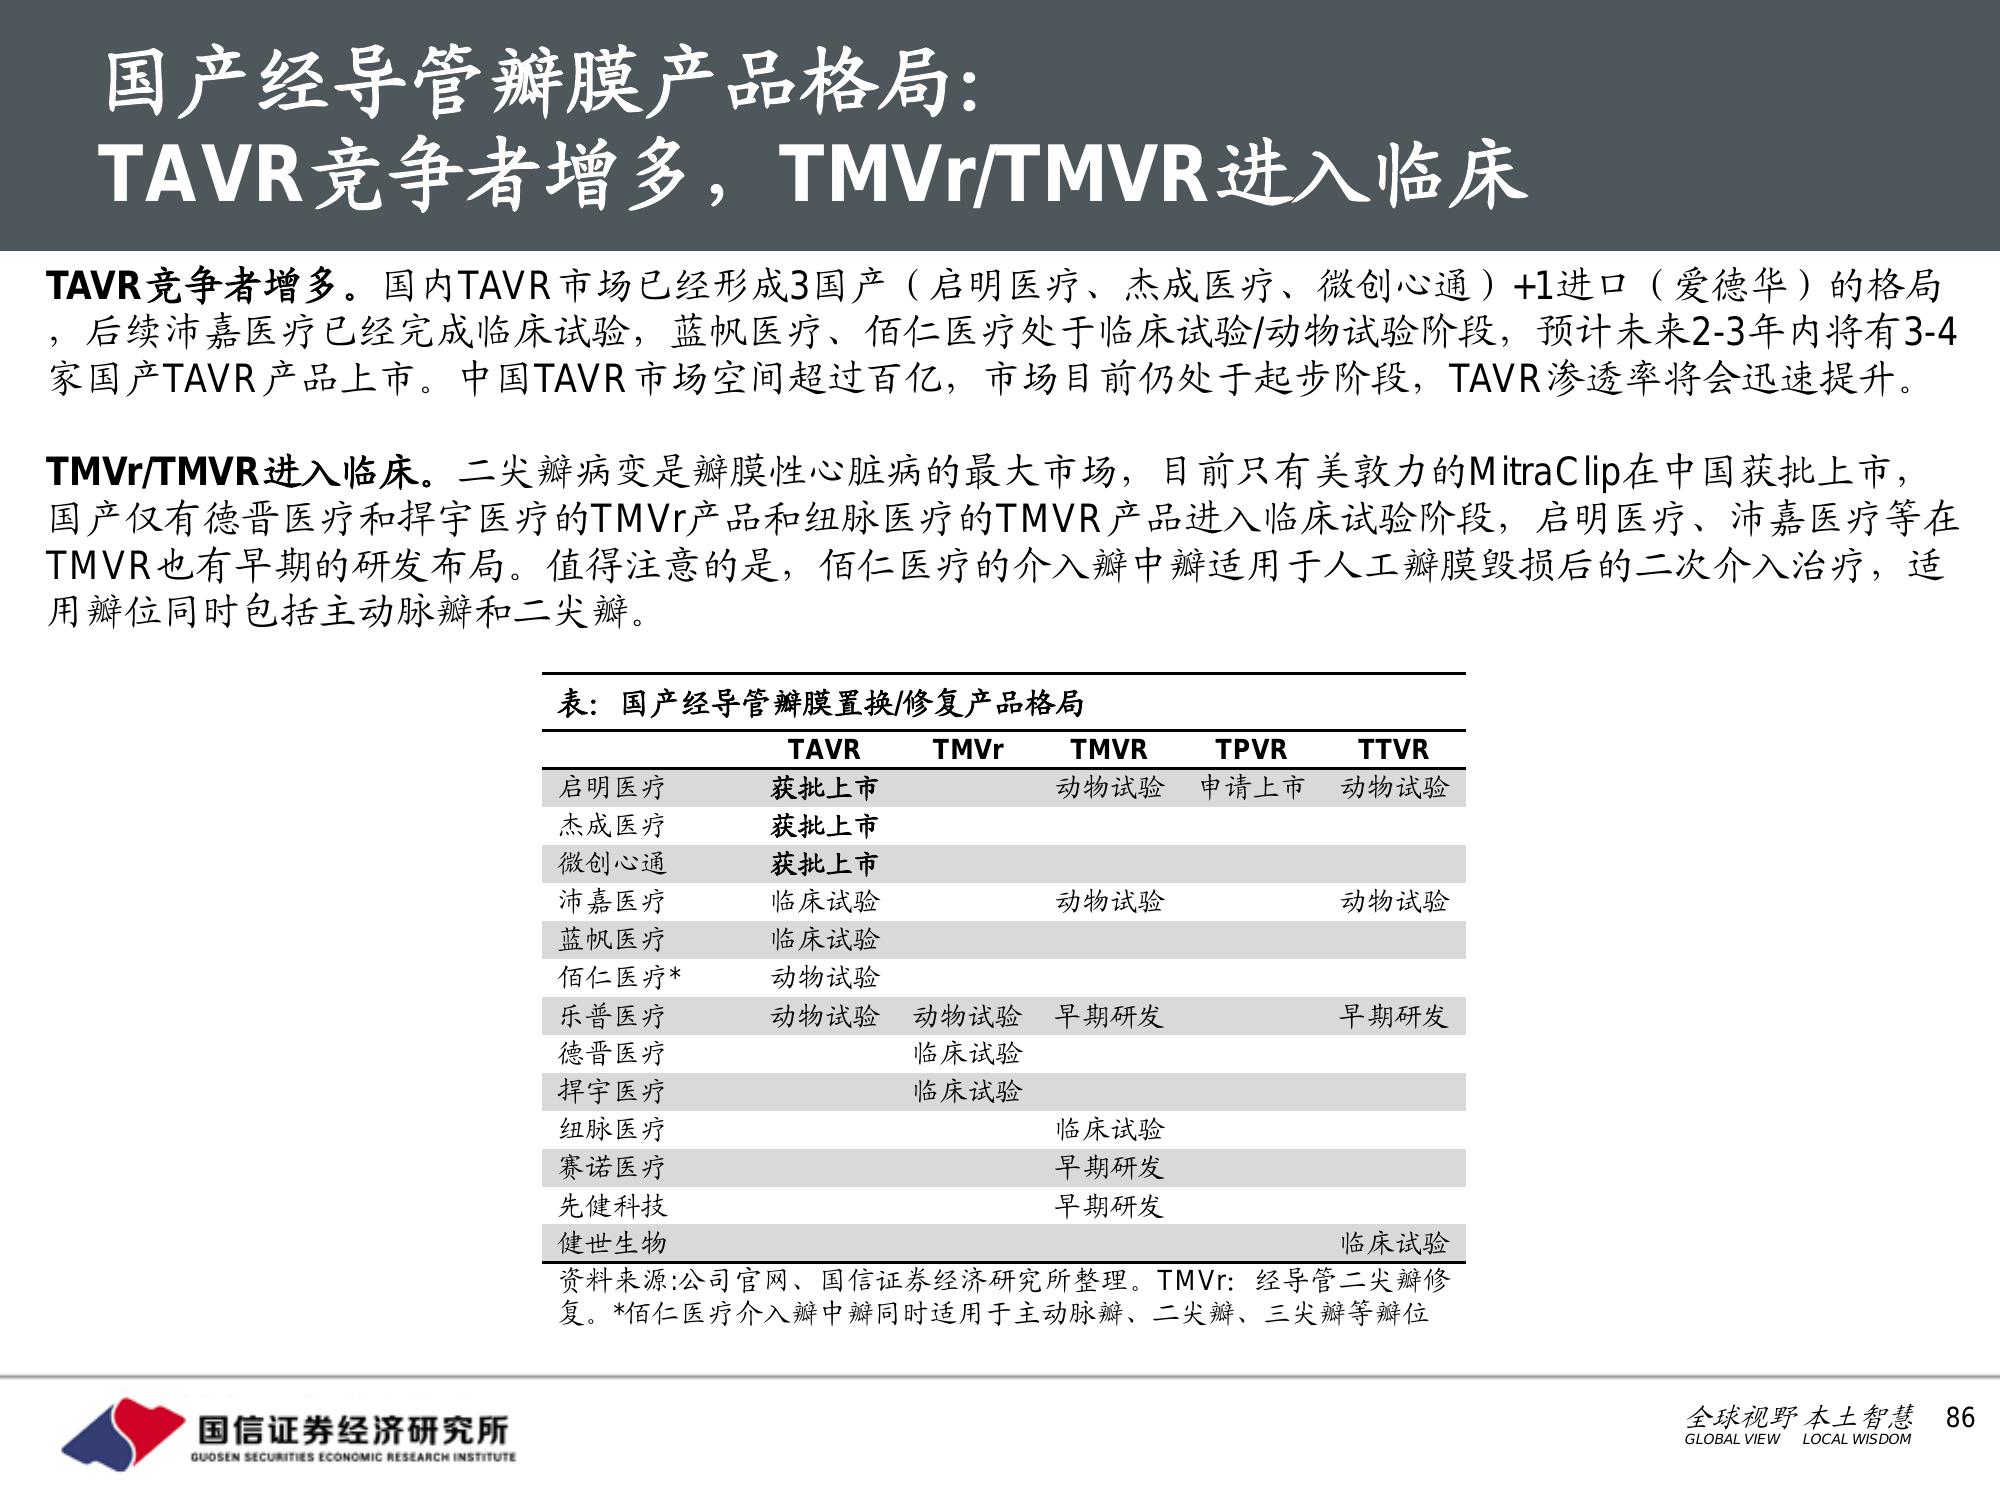 国产经导管瓣膜产品格局：
TAVR竞争者增多，TMVr/TMVR进入临床
TAVR竞争者增多。国内TAVR市场已经形成3国产（启明医疗、杰成医疗、微创心通）+1进口（爱德华）的格局
，后续沛嘉医疗已经完成临床试验，蓝帆医疗、佰仁医疗处于临床试验/动物试验阶段，预计未来2-3年内将有3-4
家国产TAVR产品上市。中国TAVR市场空间超过百亿，市场目前仍处于起步阶段，TAVR渗透率将会迅速提升。
TMVr/TMVR进入临床。二尖瓣病变是瓣膜性心脏病的最大市场，目前只有美敦力的MitraClip在中国获批上市，
国产仅有德晋医疗和捍宇医疗的TMVr产品和纽脉医疗的TMVR产品进入临床试验阶段，启明医疗、沛嘉医疗等在
TMVR也有早期的研发布局。值得注意的是，佰仁医疗的介入瓣中瓣适用于人工瓣膜毁损后的二次介入治疗，适
用瓣位同时包括主动脉瓣和二尖瓣。
表：国产经导管瓣膜置换/修复产品格局
TAVR TMVr TMVR TPVR TTVR
启明医疗 获批上市 动物试验 申请上市 动物试验
杰成医疗 获批上市
微创心通 获批上市
沛嘉医疗 临床试验 动物试验 动物试验
蓝帆医疗 临床试验
佰仁医疗* 动物试验
乐普医疗 动物试验 动物试验 早期研发 早期研发
德晋医疗 临床试验
捍宇医疗 临床试验
纽脉医疗 临床试验
赛诺医疗 早期研发
先健科技 早期研发
健世生物 临床试验
资料来源:公司官网、国信证券经济研究所整理。TMVr：经导管二尖瓣修
复。*佰仁医疗介入瓣中瓣同时适用于主动脉瓣、二尖瓣、三尖瓣等瓣位
国信证券经济研究所
GUOSEN SECURITIES ECONOMIC RESEARCH INSTITUTE
全球视野 本土智慧
GLOBAL VIEW LOCAL WISDOM
86